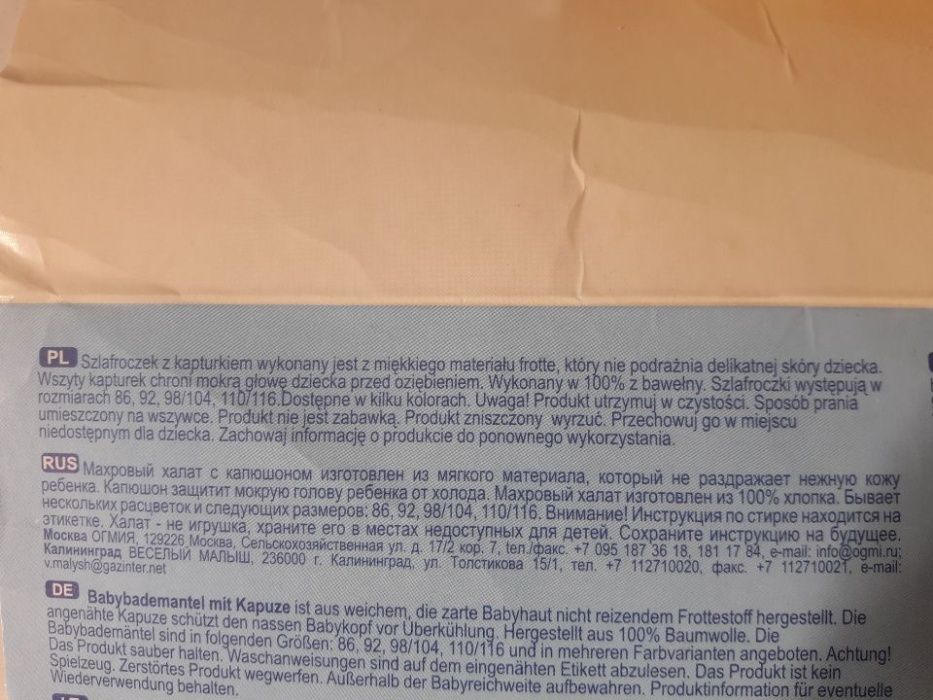 PL Szlafroczek z kapturkiem wykonany jest z miękkiego materiału frotte, który nie podrażnia delikatnej skóry dziecka.
Wszyty kapturek chroni mokrą głowę dziecka przed oziębieniem. Wykonany w 100% z bawełny. Szlafroczki występują w
rozmiarach 86, 92, 98/104, 110/116.Dostępne w kilku kolorach. Uwaga! Produkt utrzymuj w czystości. Sposób prania
umieszczony na wszywce. Produkt nie jest zabawką. Produkt zniszczony wyrzuć. Przechowuj go w miejscu
niedostępnym dla dziecka. Zachowaj informację o produkcie do ponownego wykorzystania.
RUS Махровый халат с капюшоном изготовлен из мягкого материала, который не раздражает нежную кожу
ребенка. Капюшон защитит мокрую голову ребенка от холода. Махровый халат изготовлен из 100% хлопка. Бывает
нескольких расцветок и следующих размеров: 86, 92, 98/104, 110/116. Внимание! Инструкция по стирке находится на
этикетке. Халат - не игрушка, храните его в местах недоступных для детей. Сохраните инструкцию на будущее.
Москва ОГМИЯ, 129226 Москва, Сельскохозяйственная ул. д. 17/2 кор. 7, тел./факс. +7 095 187 36 18, 181 17 84, e-mail: info@ogmi.ru;
Калининград ВЕСЕЛЫЙ МАЛЫШ, 236000 г. Калининград, ул. Толстикова 15/1, тел. +7 112710020, факс. +7 112710021, e-mail:
v.malysh@gazinter.net
DE Babybademantel mit Kapuze ist aus weichem, die zarte Babyhaut nicht reizendem Frottestoff hergestellt. Die
angenähte Kapuze schützt den nassen Babykopf vor Überkühlung. Hergestellt aus 100% Baumwolle. Die
Babybademäntel sind in folgenden Größen: 86, 92, 98/104, 110/116 und in mehreren Farbvarianten angeboten. Achtung!
Das Produkt sauber halten. Waschanweisungen sind auf dem eingenähten Etikett abzulesen. Das Produkt ist kein
Spielzeug. Zerstörtes Produkt wegwerfen. Außerhalb der Babyreichweite aufbewahren. Produktinformation für eventuelle
Wiederverwendung behalten.